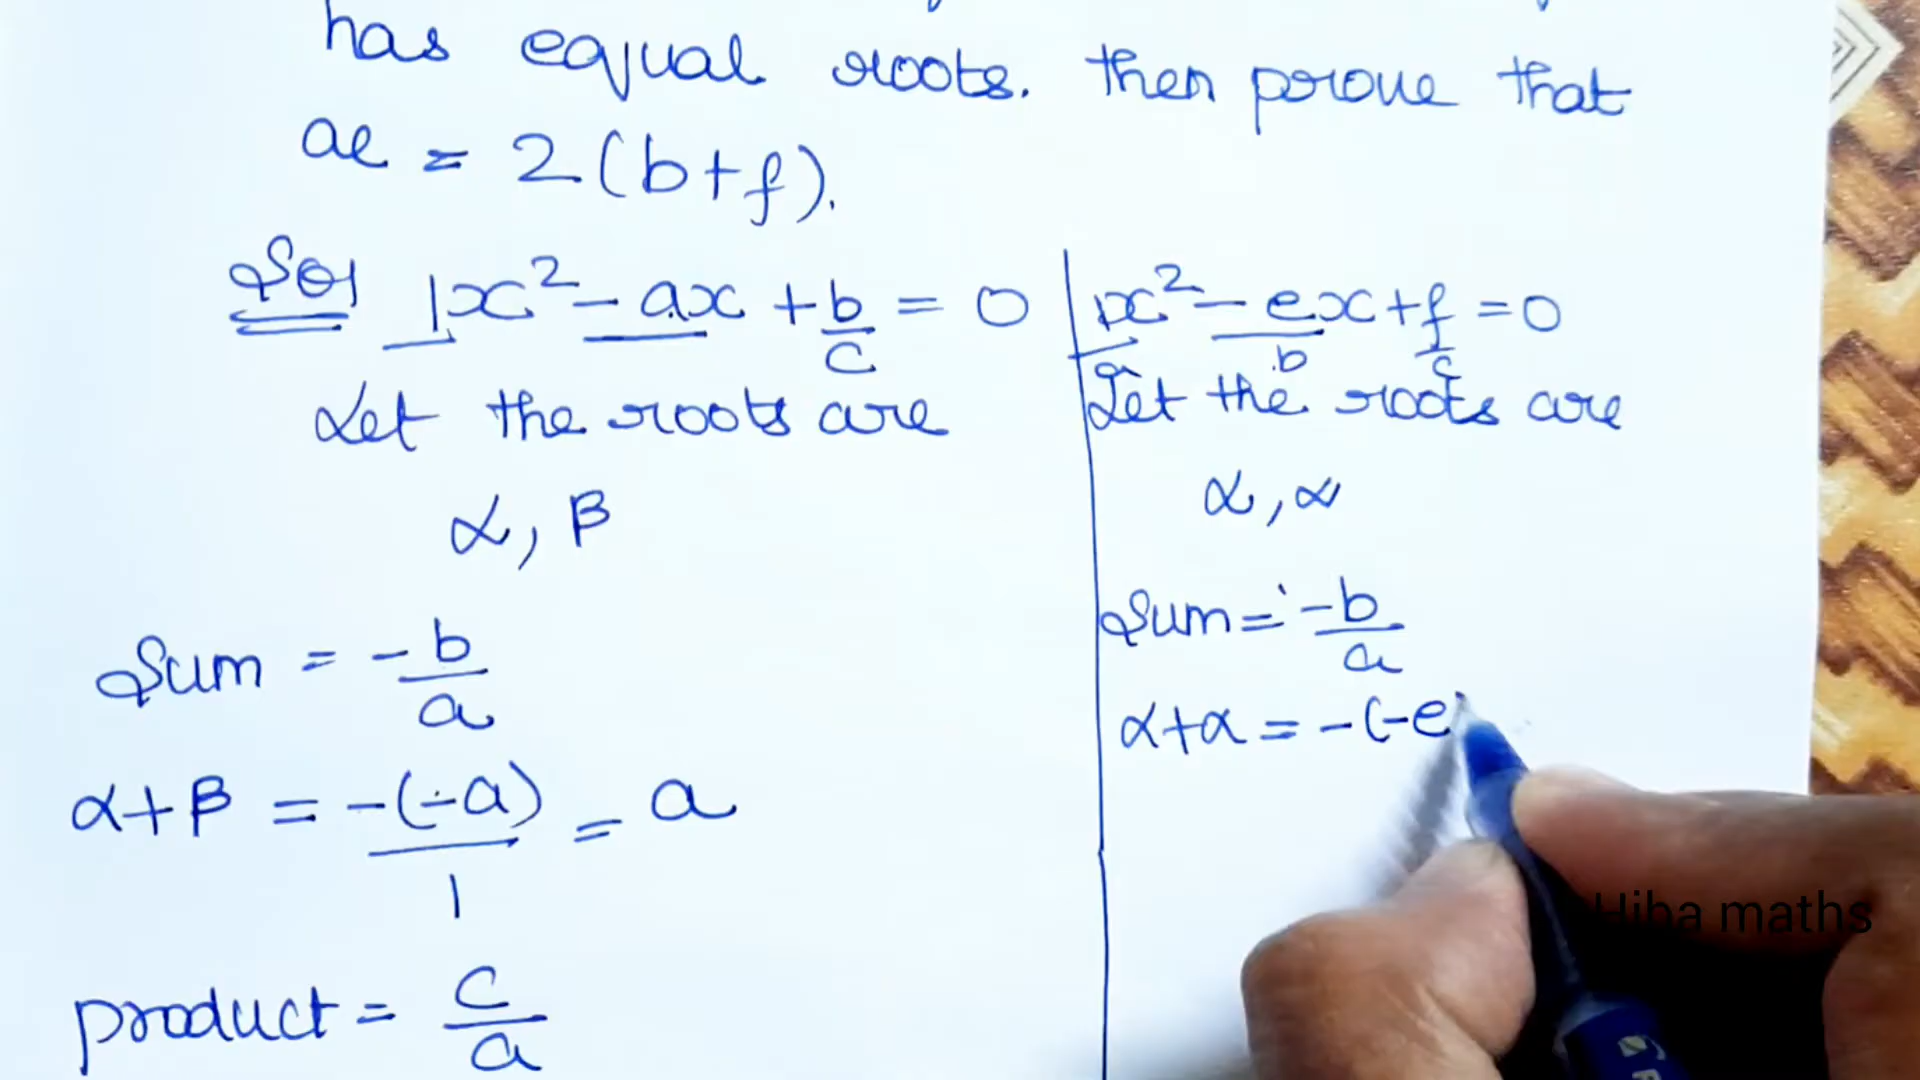 has equal roots. then prove that
ae = 2(b+f).
Sol 1x² - ax + b = 0
c
Let the roots are
α, β
Sum = -b/a
α+β = -(-a)/1 = a
product = c/a
1x² - ex + f = 0
a b c
Let the roots are
α, α
Sum = -b/a
α+α = -(-e
Hiba maths